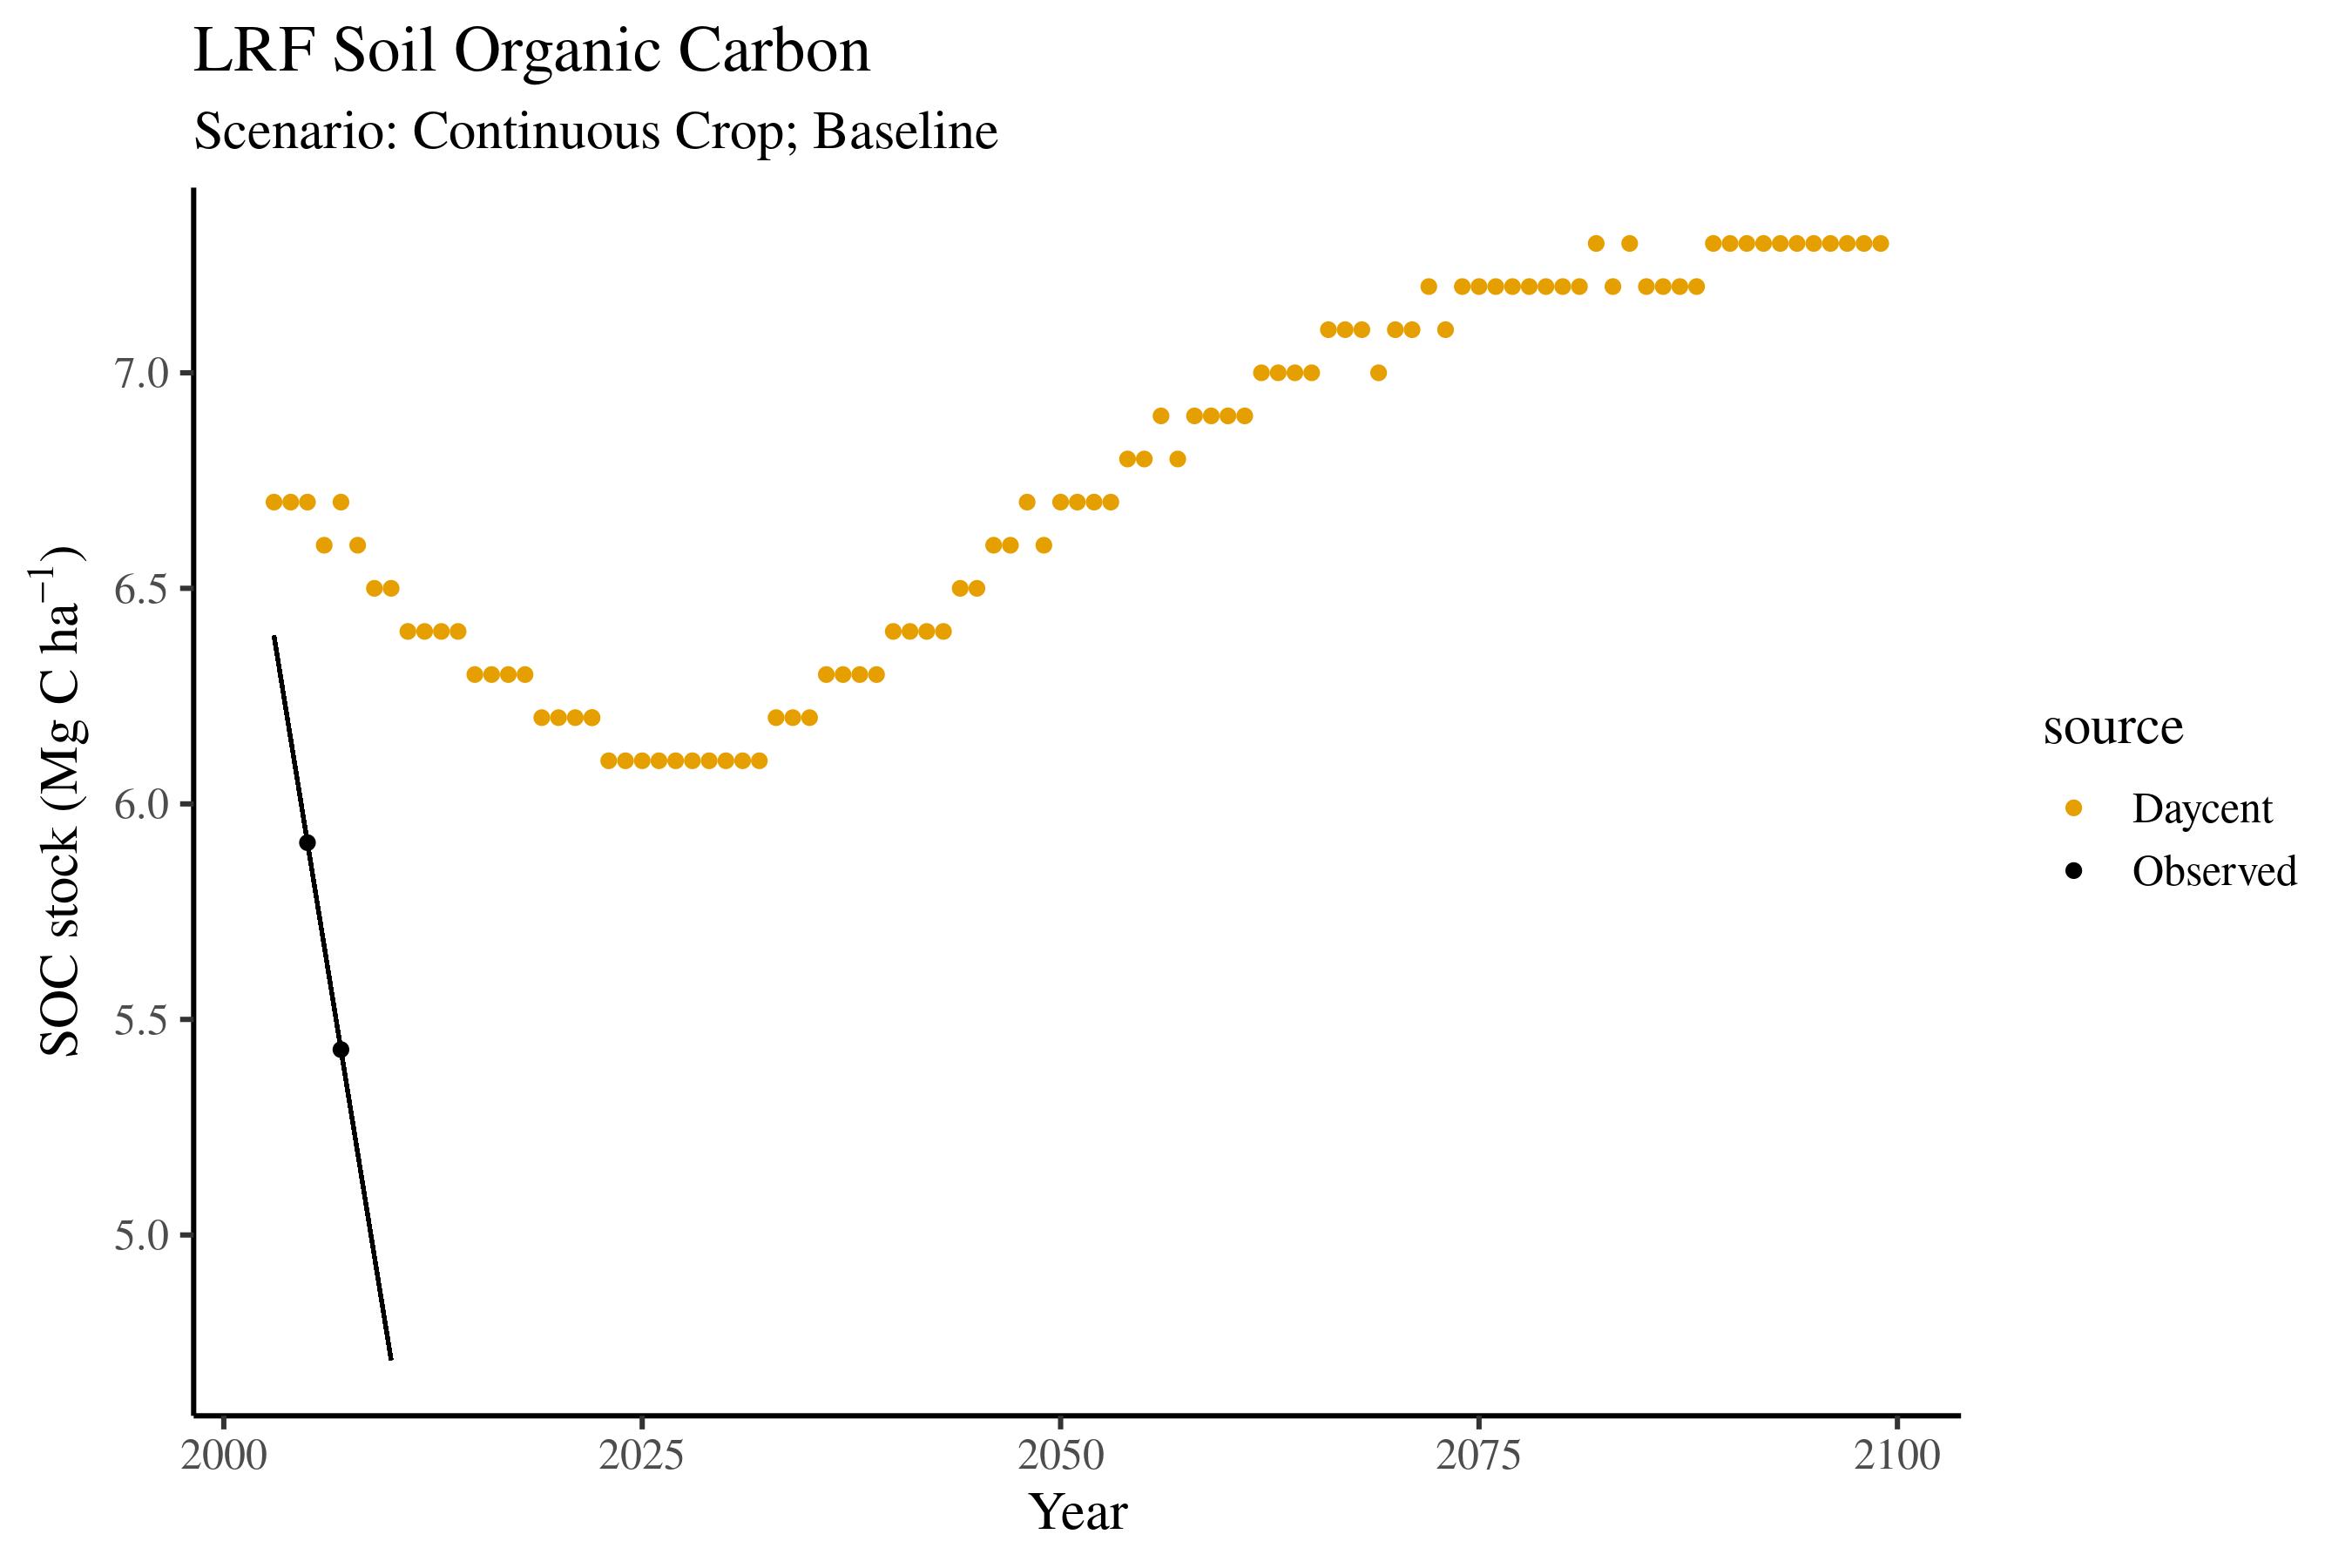 LRF Soil Organic Carbon
Scenario: Continuous Crop; Baseline
SOC stock (Mg C ha⁻¹)
7.0
6.5
6.0
5.5
5.0
2000 2025 2050 2075 2100
Year
source
Daycent
Observed